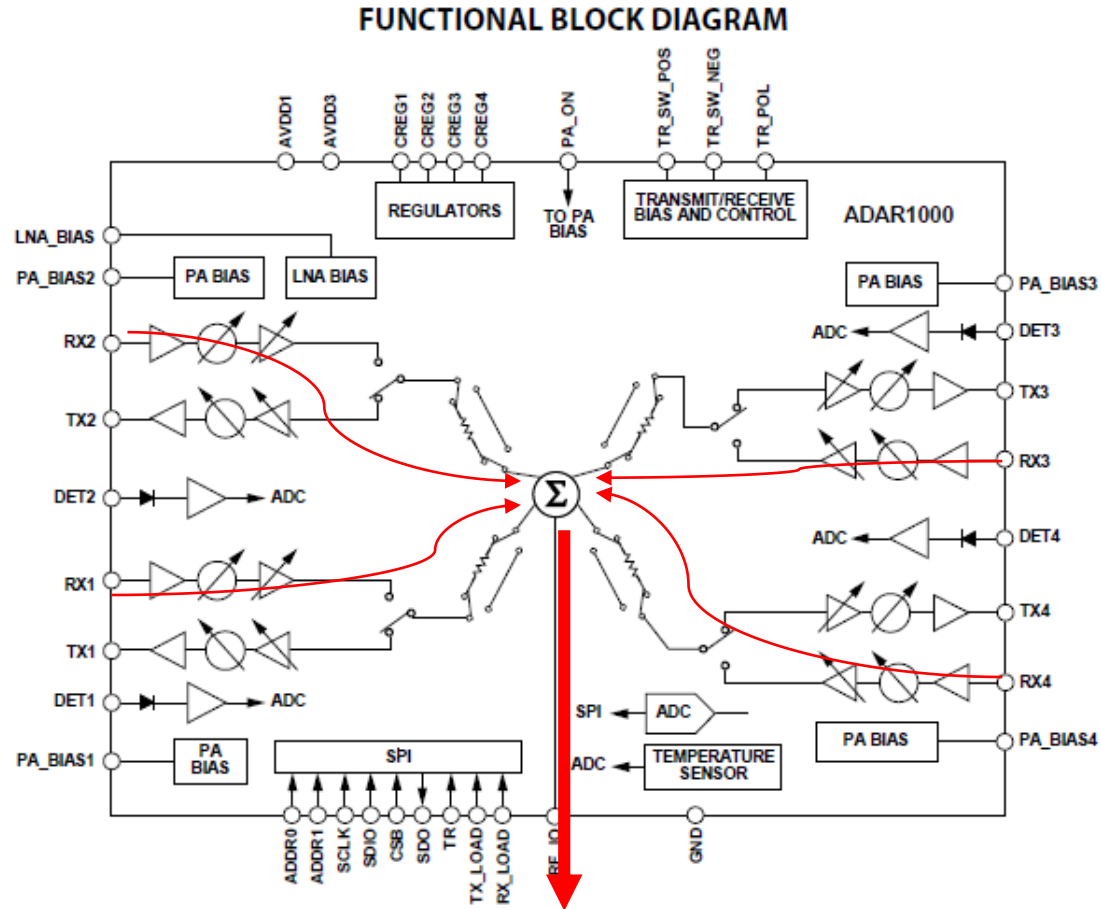 FUNCTIONAL BLOCK DIAGRAM
AVDD1
AVDD3
CREG1
CREG2
CREG3
CREG4
PA_ON
TR_SW_POS
TR_SW_NEG
TR_POL
REGULATORS
TO PA
BIAS
TRANSMIT/RECEIVE
BIAS AND CONTROL
ADAR1000
LNA_BIAS
PA_BIAS2
PA BIAS
LNA BIAS
PA BIAS
PA_BIAS3
RX2
ADC
DET3
TX2
TX3
RX3
DET2
ADC
Σ
ADC
DET4
RX1
TX4
TX1
RX4
DET1
ADC
SPI
ADC
PA BIAS
PA_BIAS4
PA_BIAS1
PA
BIAS
SPI
ADC
TEMPERATURE
SENSOR
ADDR0
ADDR1
SCLK
SDIO
CSB
SDO
TR
TX_LOAD
RX_LOAD
RF_IO
GND